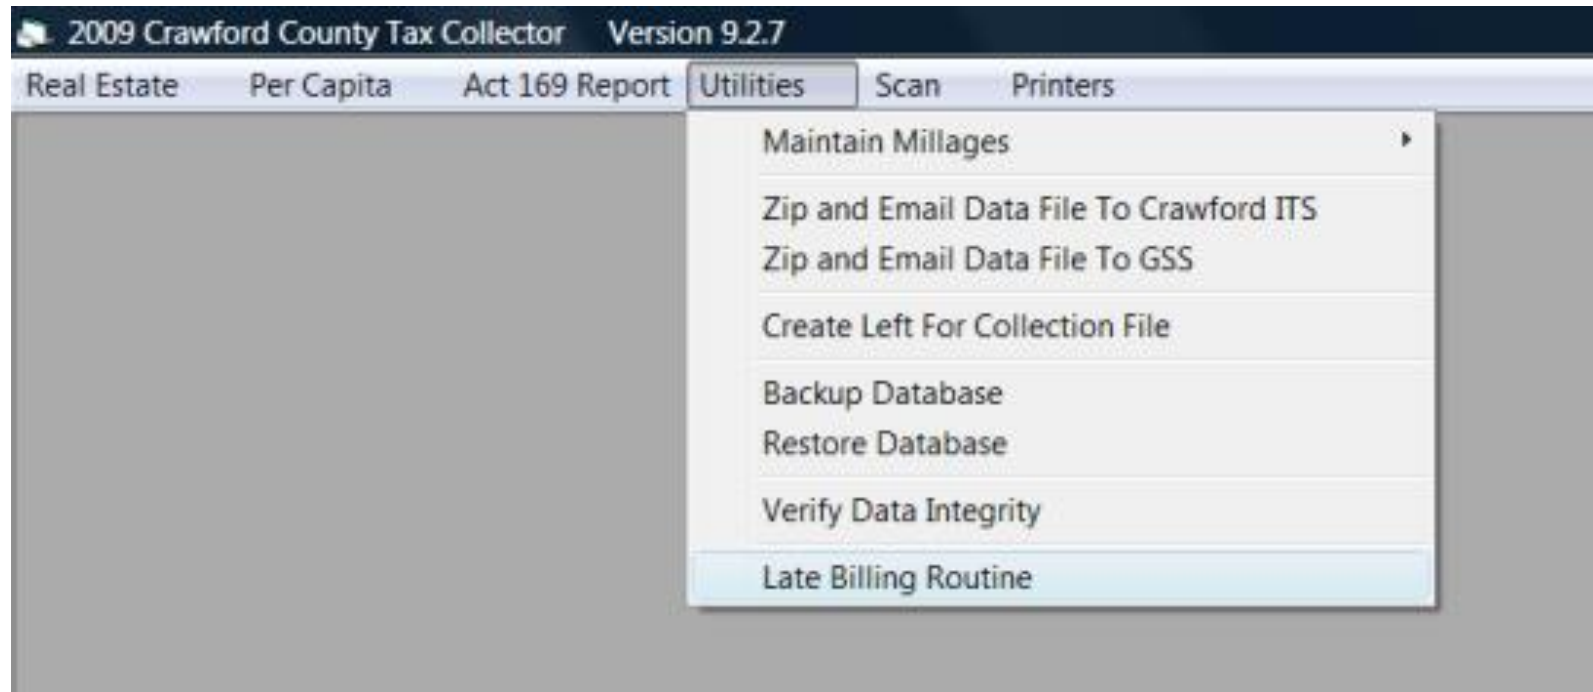 2009 Crawford County Tax Collector Version 9.2.7
Real Estate Per Capita Act 169 Report Utilities Scan Printers
Maintain Millages
Zip and Email Data File To Crawford ITS
Zip and Email Data File To GSS
Create Left For Collection File
Backup Database
Restore Database
Verify Data Integrity
Late Billing Routine